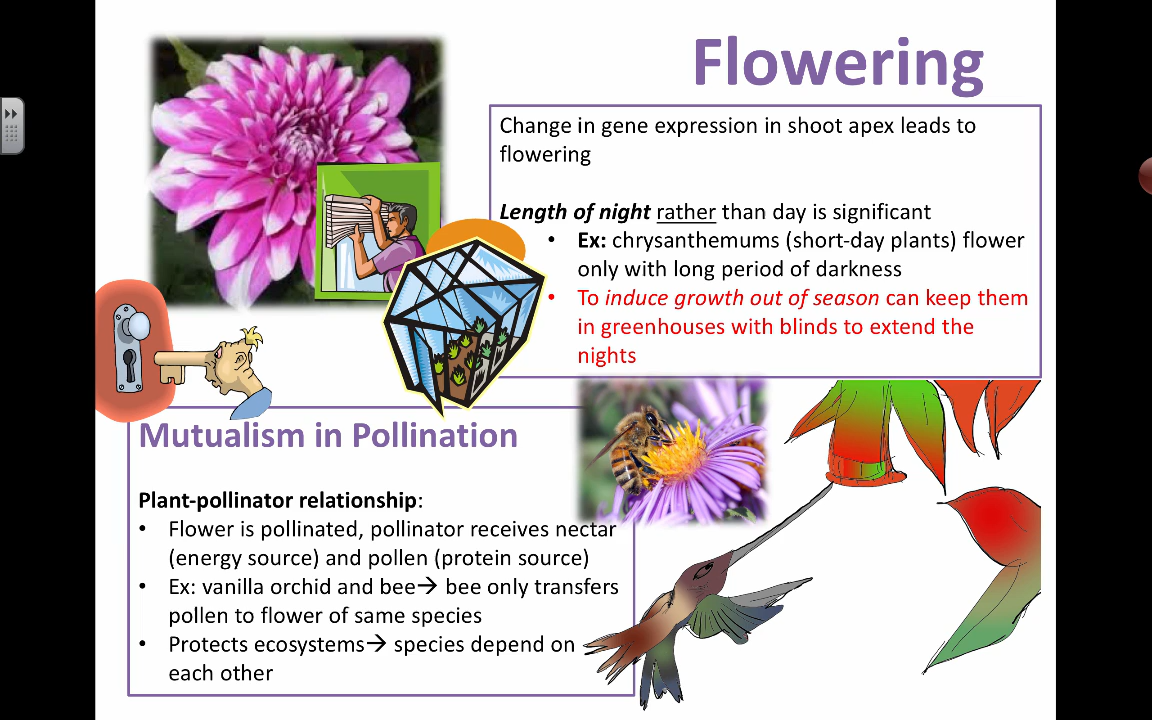 Flowering
Change in gene expression in shoot apex leads to
flowering
Length of night rather than day is significant
• Ex: chrysanthemums (short-day plants) flower
only with long period of darkness
• To induce growth out of season can keep them
in greenhouses with blinds to extend the
nights
Mutualism in Pollination
Plant-pollinator relationship:
• Flower is pollinated, pollinator receives nectar
(energy source) and pollen (protein source)
• Ex: vanilla orchid and bee→ bee only transfers
pollen to flower of same species
• Protects ecosystems→ species depend on
each other